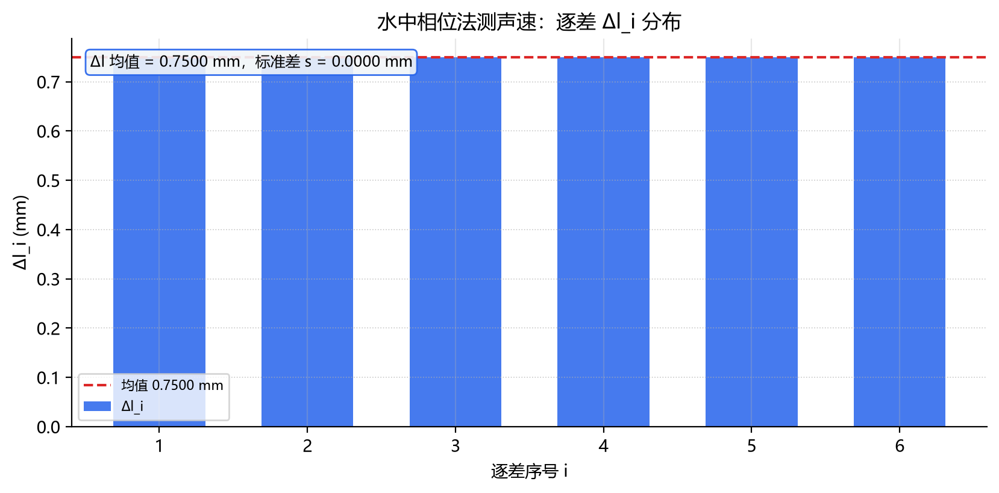 水中相位法测声速：逐差 Δl_i 分布
Δl 均值 = 0.7500 mm，标准差 s = 0.0000 mm
Δl_i (mm)
0.7
0.6
0.5
0.4
0.3
0.2
0.1
0.0
均值 0.7500 mm
Δl_i
1 2 3 4 5 6
逐差序号 i